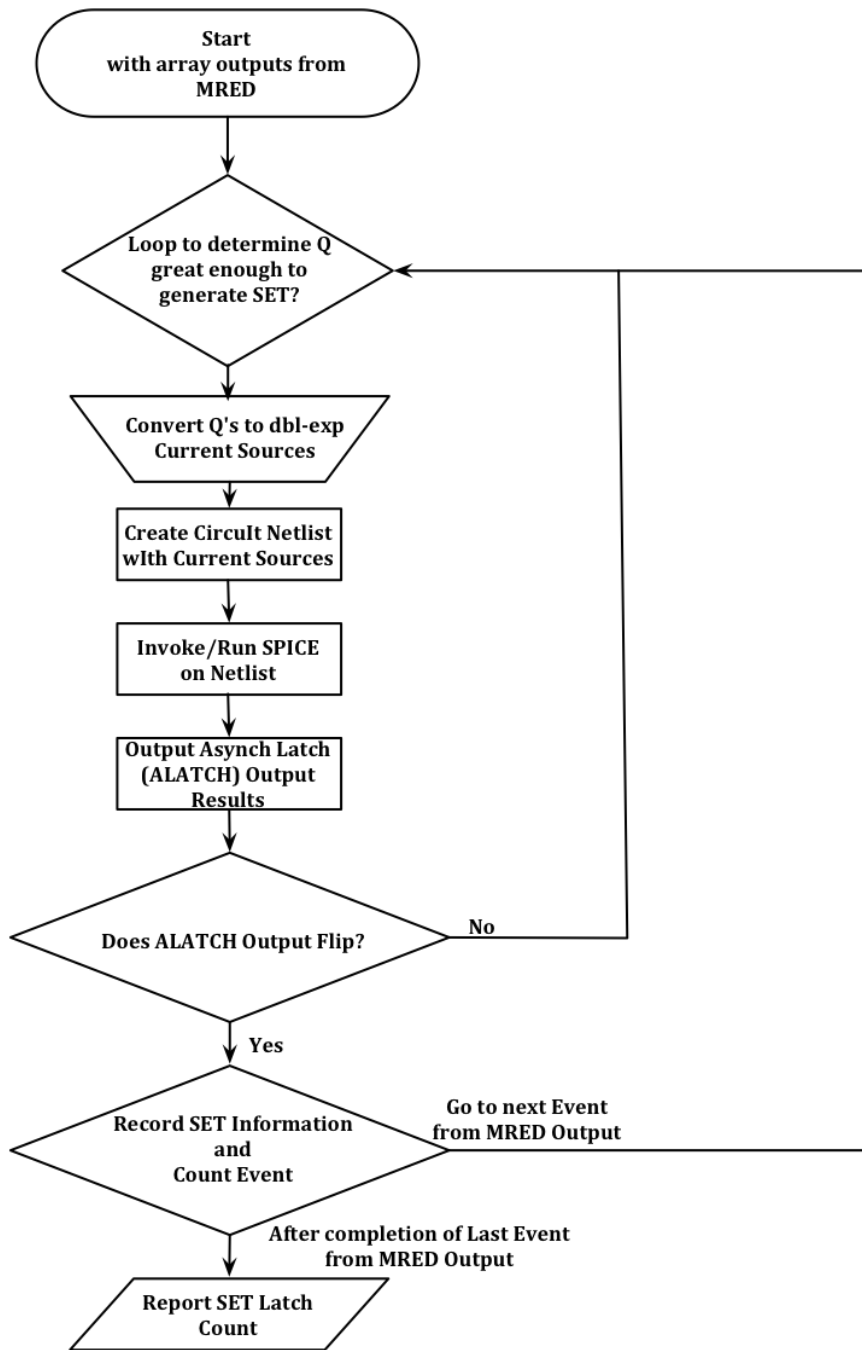 Start
with array outputs from
MRED
Loop to determine Q
great enough to
generate SET?
Convert Q's to dbl-exp
Current Sources
Create CircuIt Netlist
wIth Current Sources
Invoke/Run SPICE
on Netlist
Output Asynch Latch
(ALATCH) Output
Results
Does ALATCH Output Flip?
No
Yes
Record SET Information
and
Count Event
Go to next Event
from MRED Output
After completion of Last Event
from MRED Output
Report SET Latch
Count